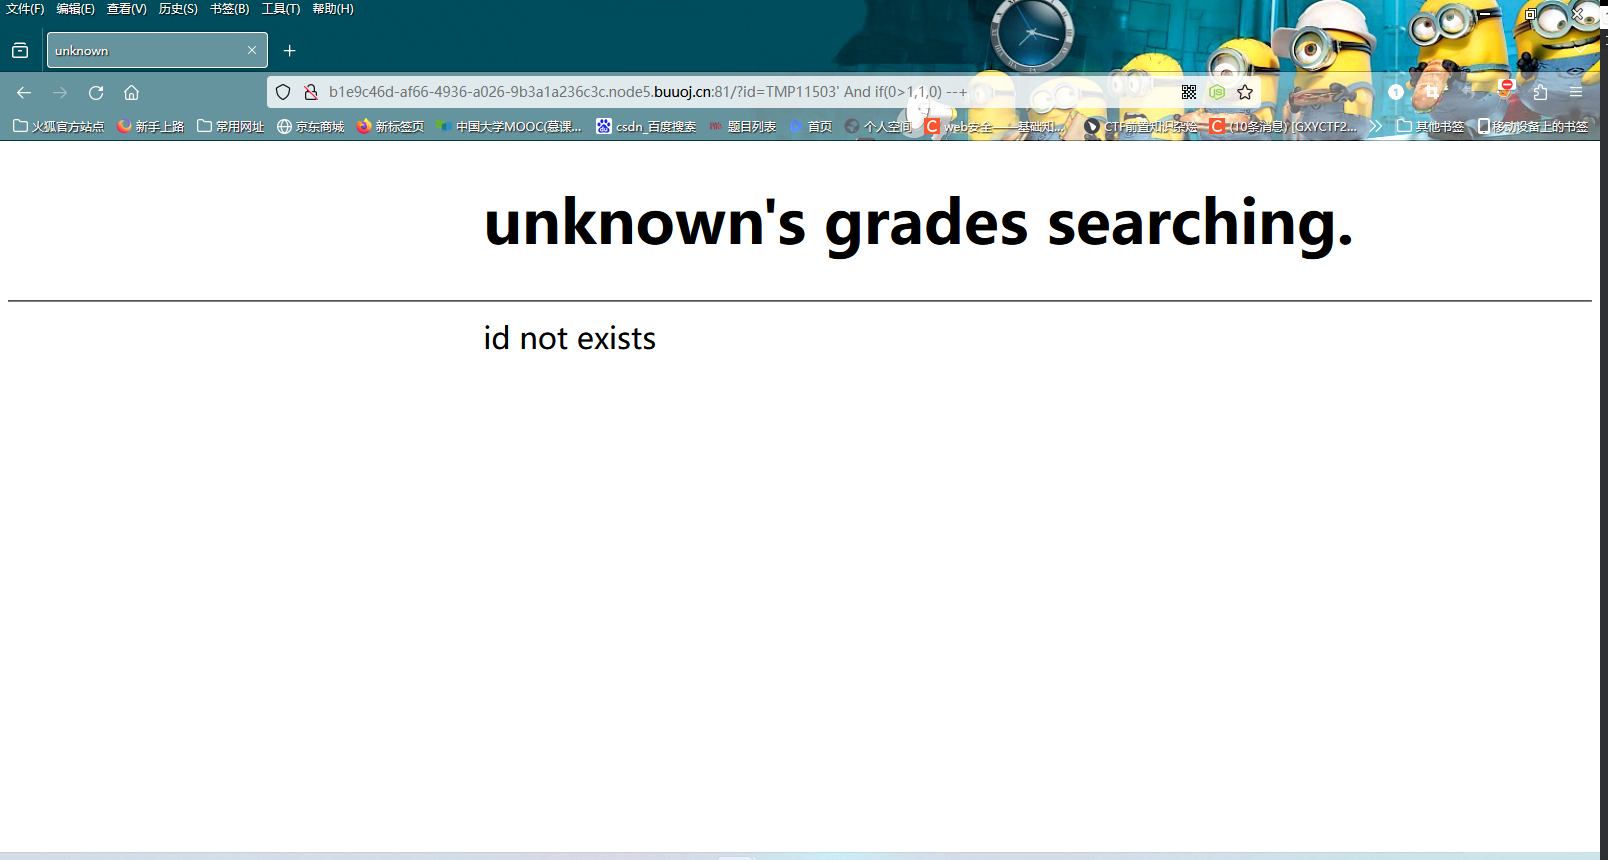 文件(F) 编辑(E) 查看(V) 历史(S) 书签(B) 工具(T) 帮助(H)
unknown
b1e9c46d-af66-4936-a026-9b3a1a236c3c.node5.buuoj.cn:81/?id=TMP11503' And if(0>1,1,0) --+
1
火狐官方站点 新手上路 常用网址 京东商城 新标签页 中国大学MOOC(慕课... csdn_百度搜索 题目列表 首页 个人空间 web安全——基础知... CTF前置知识杂烩 (10条消息) [GXYCTF2... 其他书签 移动设备上的书签
unknown's grades searching.
id not exists